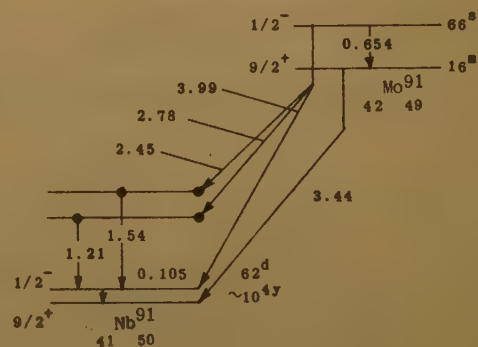 1/2⁻ 66ˢ
0.654
9/2⁺ 16ᵐ
3.99
Mo⁹¹
42 49
2.78
2.45
3.44
1.54
1.21
0.105 62ᵈ
1/2⁻
~10⁴ʸ
9/2⁺
Nb⁹¹
41 50